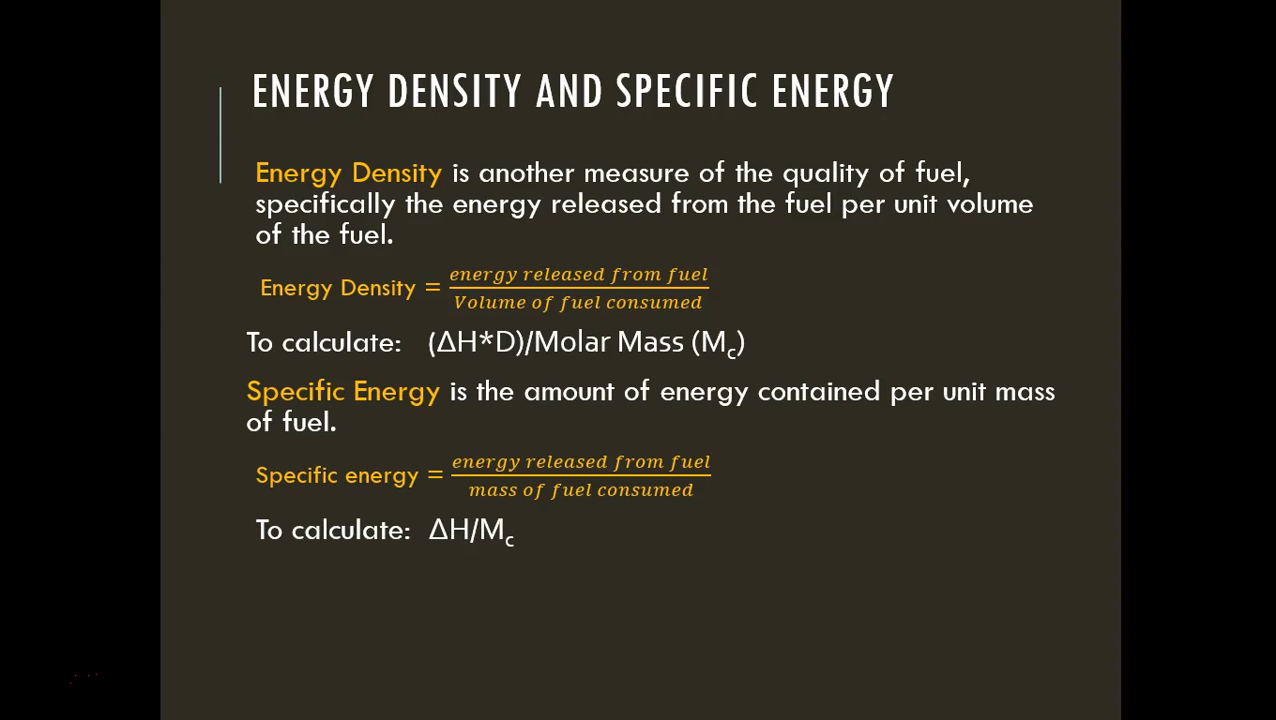 ENERGY DENSITY AND SPECIFIC ENERGY
Energy Density is another measure of the quality of fuel,
specifically the energy released from the fuel per unit volume
of the fuel.
Energy Density = energy released from fuel / Volume of fuel consumed
To calculate: (ΔH*D)/Molar Mass (Mc)
Specific Energy is the amount of energy contained per unit mass
of fuel.
Specific energy = energy released from fuel / mass of fuel consumed
To calculate: ΔH/Mc